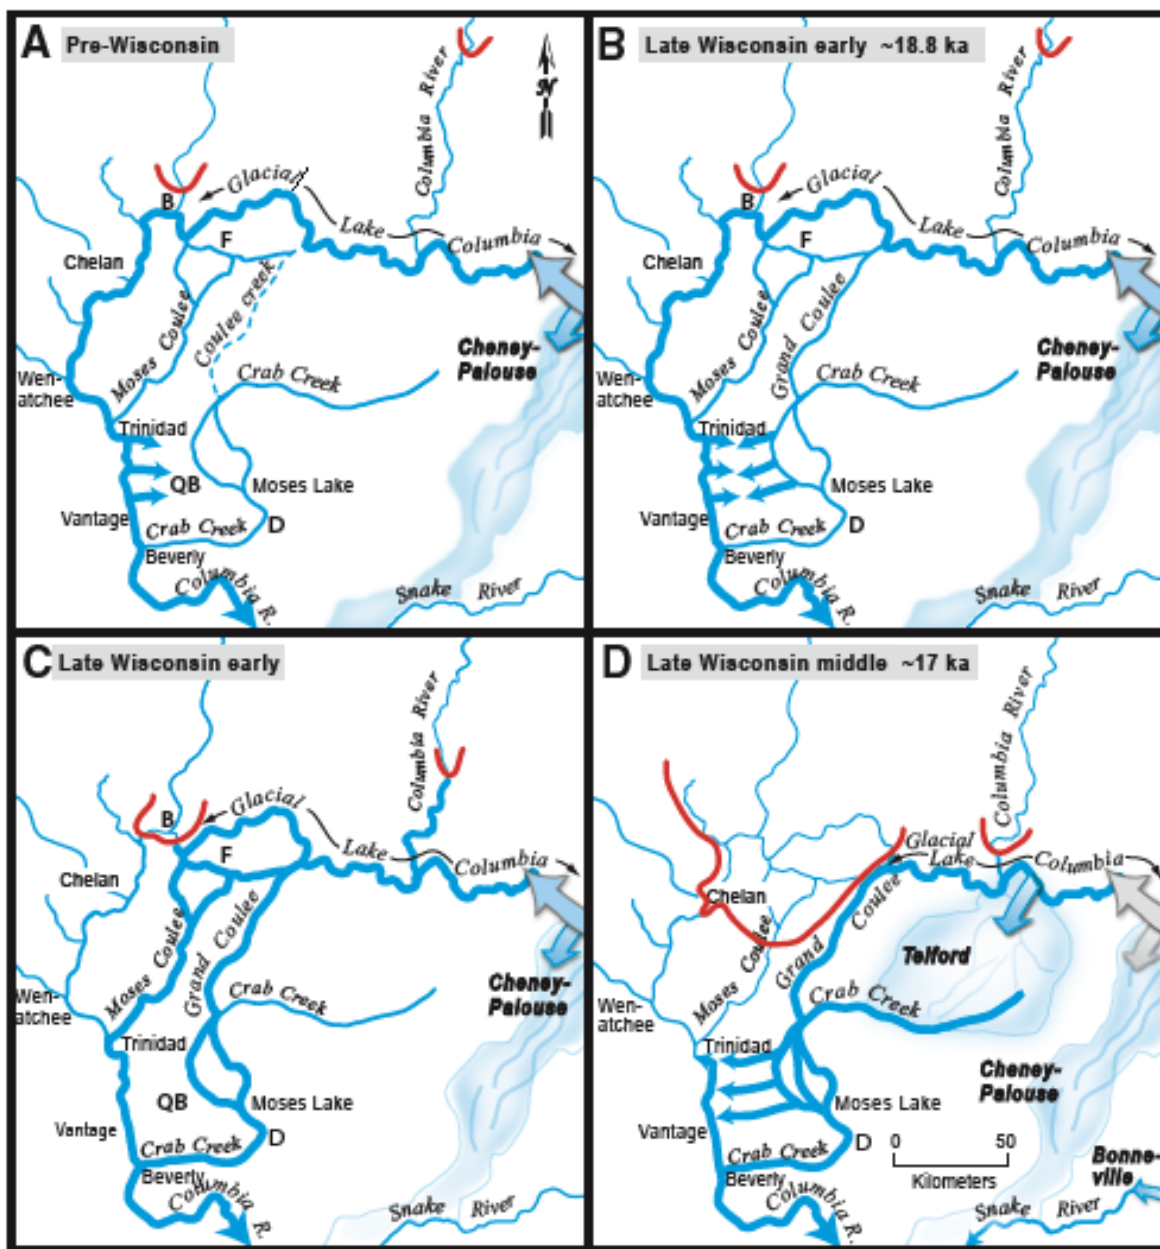 A Pre-Wisconsin
N
Columbia River
B
Glacial
Lake
Columbia
F
Chelan
Coulee creek
Moses Coulee
Cheney-
Palouse
Wen-
atchee
Crab Creek
Trinidad
QB
Moses Lake
Vantage
Crab Creek
D
Beverly
Columbia R.
Snake River
B Late Wisconsin early ~18.8 ka
Columbia River
B
Glacial
Lake
Columbia
F
Chelan
Moses Coulee
Grand Coulee
Cheney-
Palouse
Wen-
atchee
Crab Creek
Trinidad
Moses Lake
Vantage
Crab Creek
D
Beverly
Columbia R.
Snake River
C Late Wisconsin early
Columbia River
B
Glacial
Lake
Columbia
F
Chelan
Moses Coulee
Grand Coulee
Cheney-
Palouse
Wen-
atchee
Crab Creek
Trinidad
QB
Moses Lake
Vantage
Crab Creek
D
Beverly
Columbia R.
Snake River
D Late Wisconsin middle ~17 ka
Columbia River
Glacial
Lake
Columbia
Chelan
Moses Coulee
Grand Coulee
Telford
Wen-
atchee
Crab Creek
Trinidad
Cheney-
Palouse
Moses Lake
Vantage
Crab Creek
D
0 50
Kilometers
Beverly
Columbia R.
Bonne-
ville
Snake River